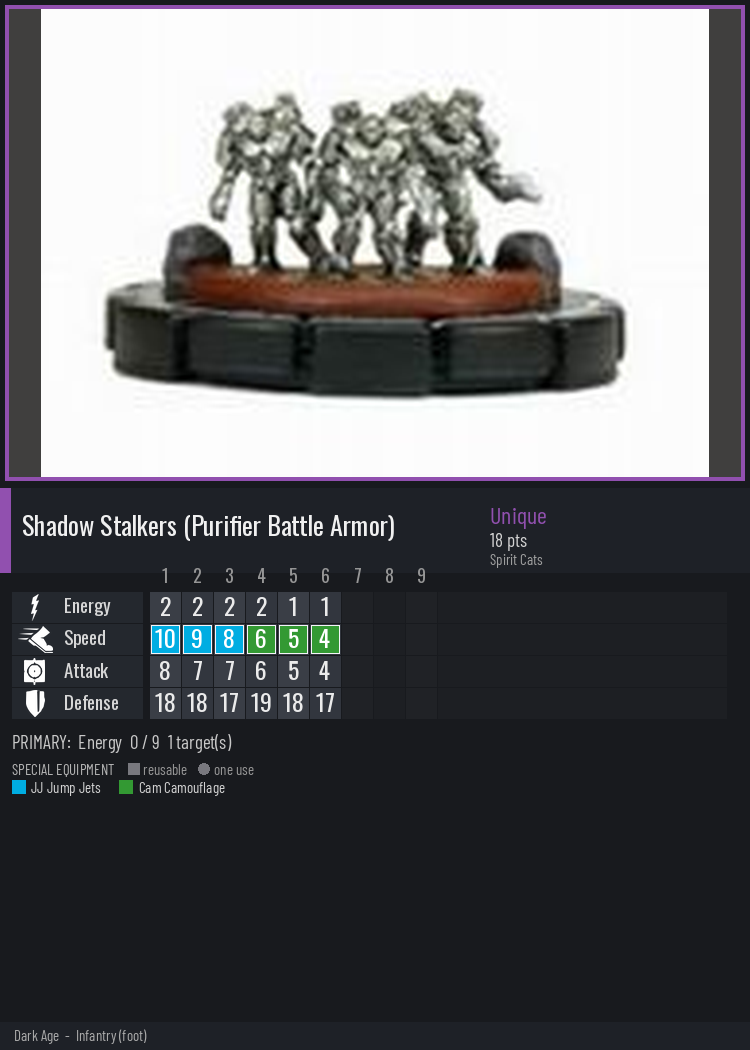 Shadow Stalkers (Purifier Battle Armor)
Unique
18 pts
Spirit Cats
1 2 3 4 5 6 7 8 9
Energy 2 2 2 2 1 1
Speed 10 9 8 6 5 4
Attack 8 7 7 6 5 4
Defense 18 18 17 19 18 17
PRIMARY: Energy 0 / 9 1 target(s)
SPECIAL EQUIPMENT reusable one use
JJ Jump Jets Cam Camouflage
Dark Age - Infantry (foot)